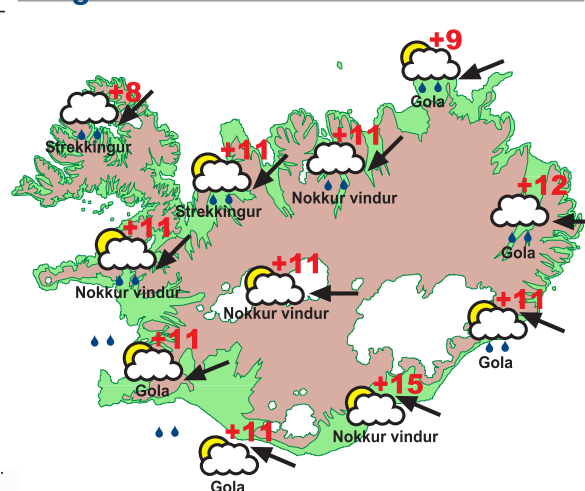 +9
Gola
+8
Strekkingur
+11
Strekkingur
+11
Nokkur vindur
+12
Gola
+11
Nokkur vindur
+11
Nokkur vindur
+11
Gola
+11
Gola
+15
Nokkur vindur
+11
Gola